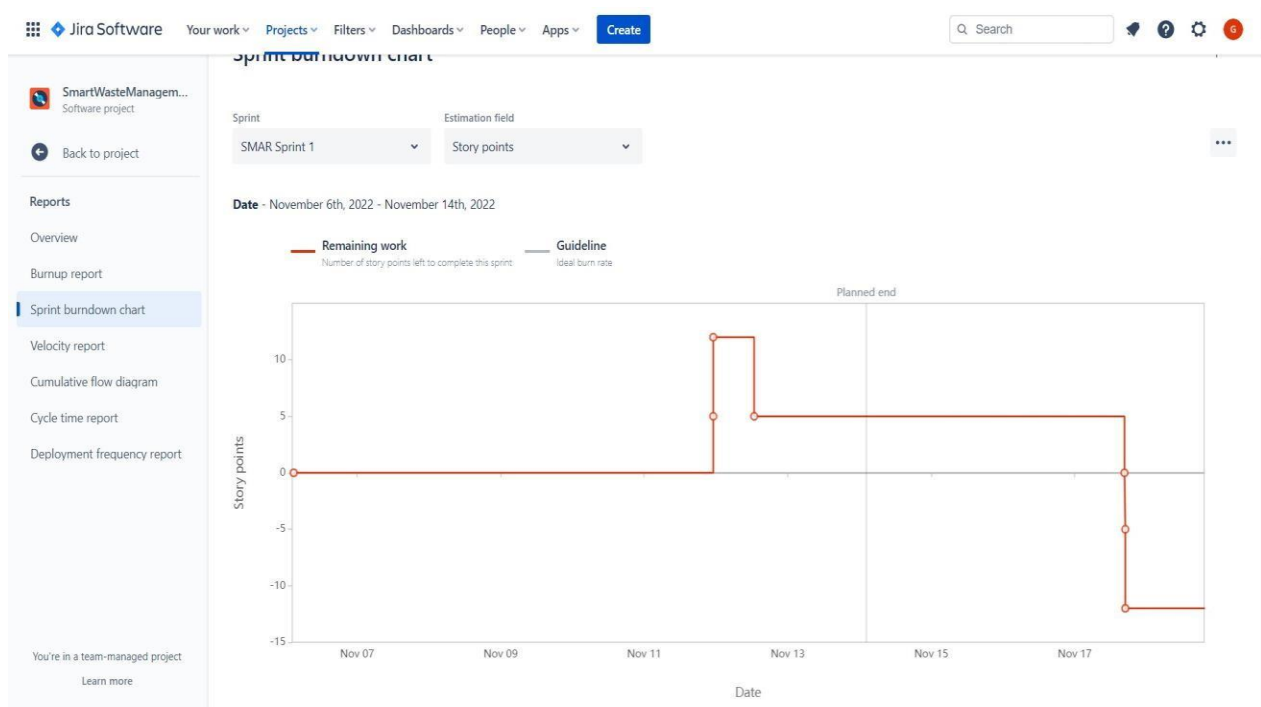 Jira Software Your work Projects Filters Dashboards People Apps Create Search G
Sprint burndown chart
SmartWasteManagem...
Software project
Back to project
Reports
Overview
Burnup report
Sprint burndown chart
Velocity report
Cumulative flow diagram
Cycle time report
Deployment frequency report
You're in a team-managed project
Learn more
Sprint Estimation field
SMAR Sprint 1 Story points
Date - November 6th, 2022 - November 14th, 2022
Remaining work Guideline
Number of story points left to complete this sprint Ideal burn rate
Planned end
10
5
0
-5
-10
-15
Story points
Nov 07 Nov 09 Nov 11 Nov 13 Nov 15 Nov 17
Date